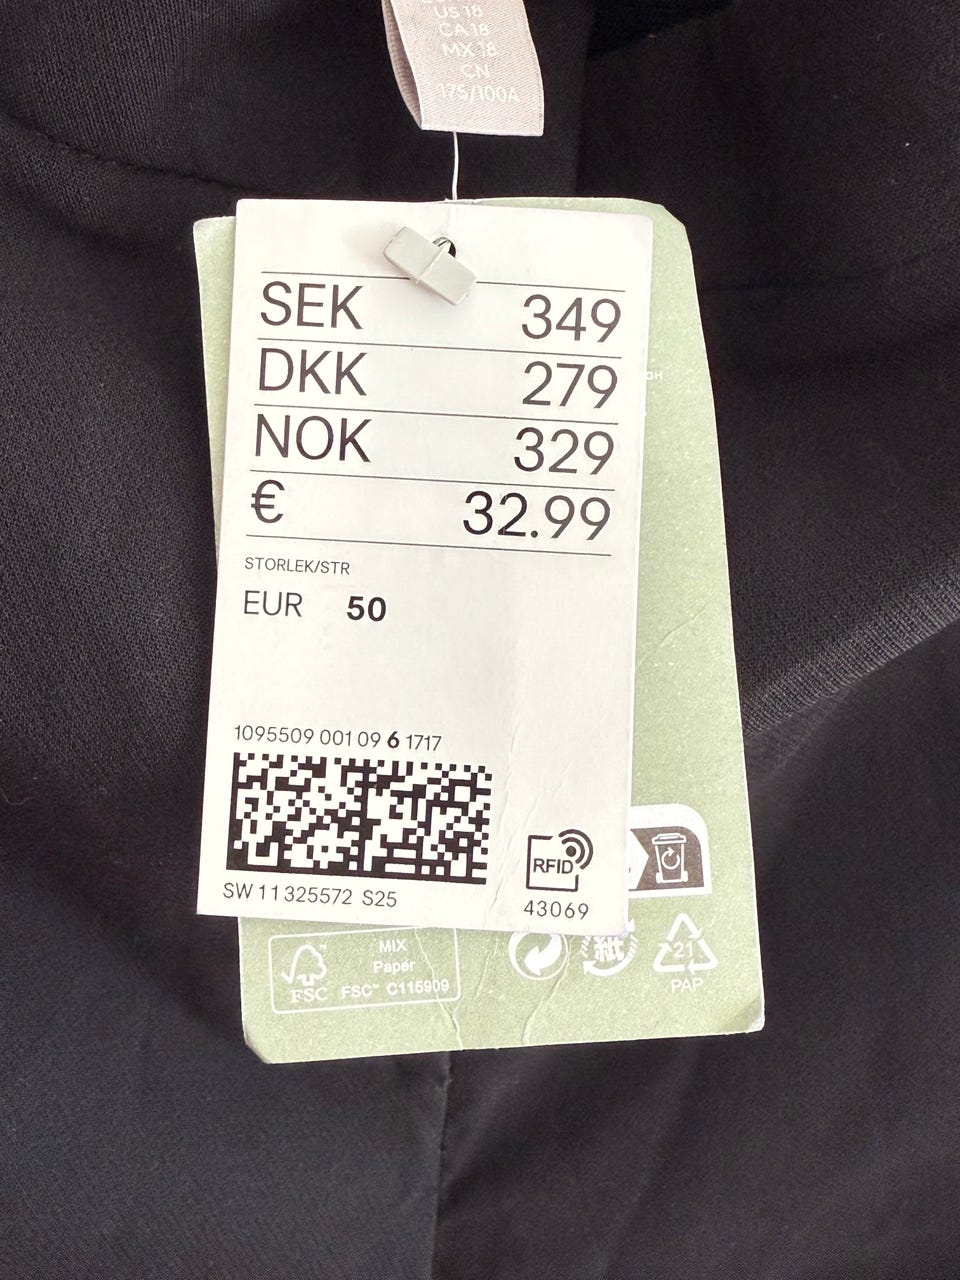 US 18
CA 18
MX 18
CN
175/100A
SEK 349
DKK 279
NOK 329
€ 32.99
STORLEK/STR
EUR 50
1095509 001 09 6 1717
RFID
SW 11 325572 S25
43069
MIX
Paper
FSC™ C115909
FSC™
紙
21
PAP